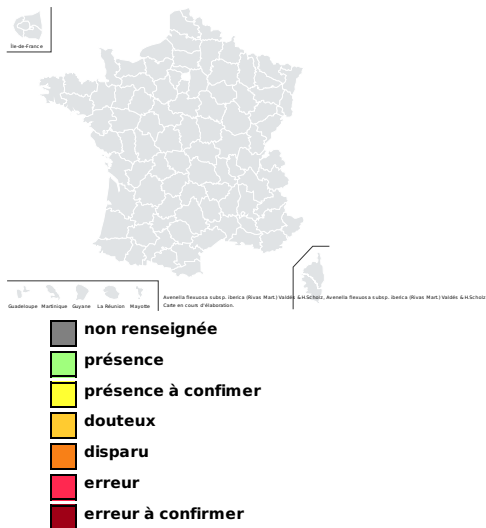 Île-de-France
Guadeloupe Martinique Guyane La Réunion Mayotte
Avenella flexuosa subsp. iberica (Rivas Mart.) Valdés & H.Scholz, Avenella flexuosa subsp. iberica (Rivas Mart.) Valdés & H.Scholz
Carte en cours d'élaboration.
non renseignée
présence
présence à confimer
douteux
disparu
erreur
erreur à confirmer